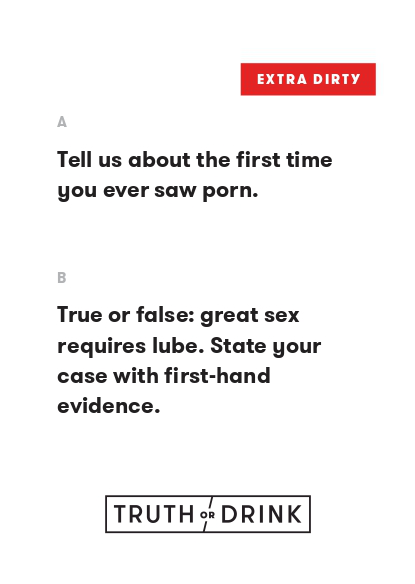 EXTRA DIRTY
A
Tell us about the first time
you ever saw porn.
B
True or false: great sex
requires lube. State your
case with first-hand
evidence.
TRUTH OR DRINK